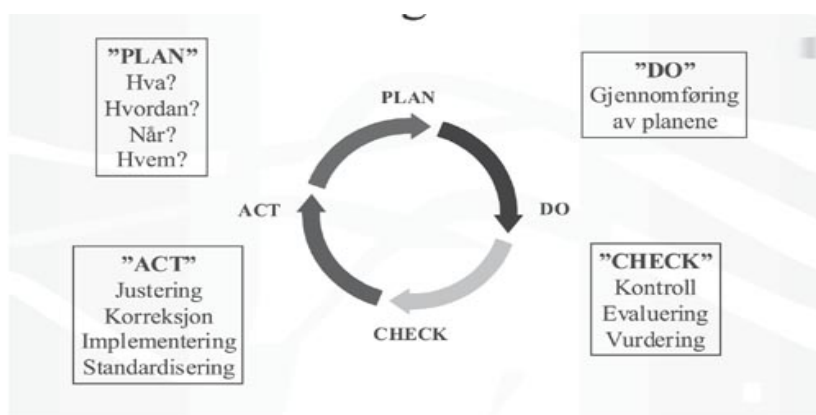 ”PLAN”
Hva?
Hvordan?
Når?
Hvem?
”DO”
Gjennomføring
av planene
PLAN
ACT
DO
CHECK
”ACT”
Justering
Korreksjon
Implementering
Standardisering
”CHECK”
Kontroll
Evaluering
Vurdering